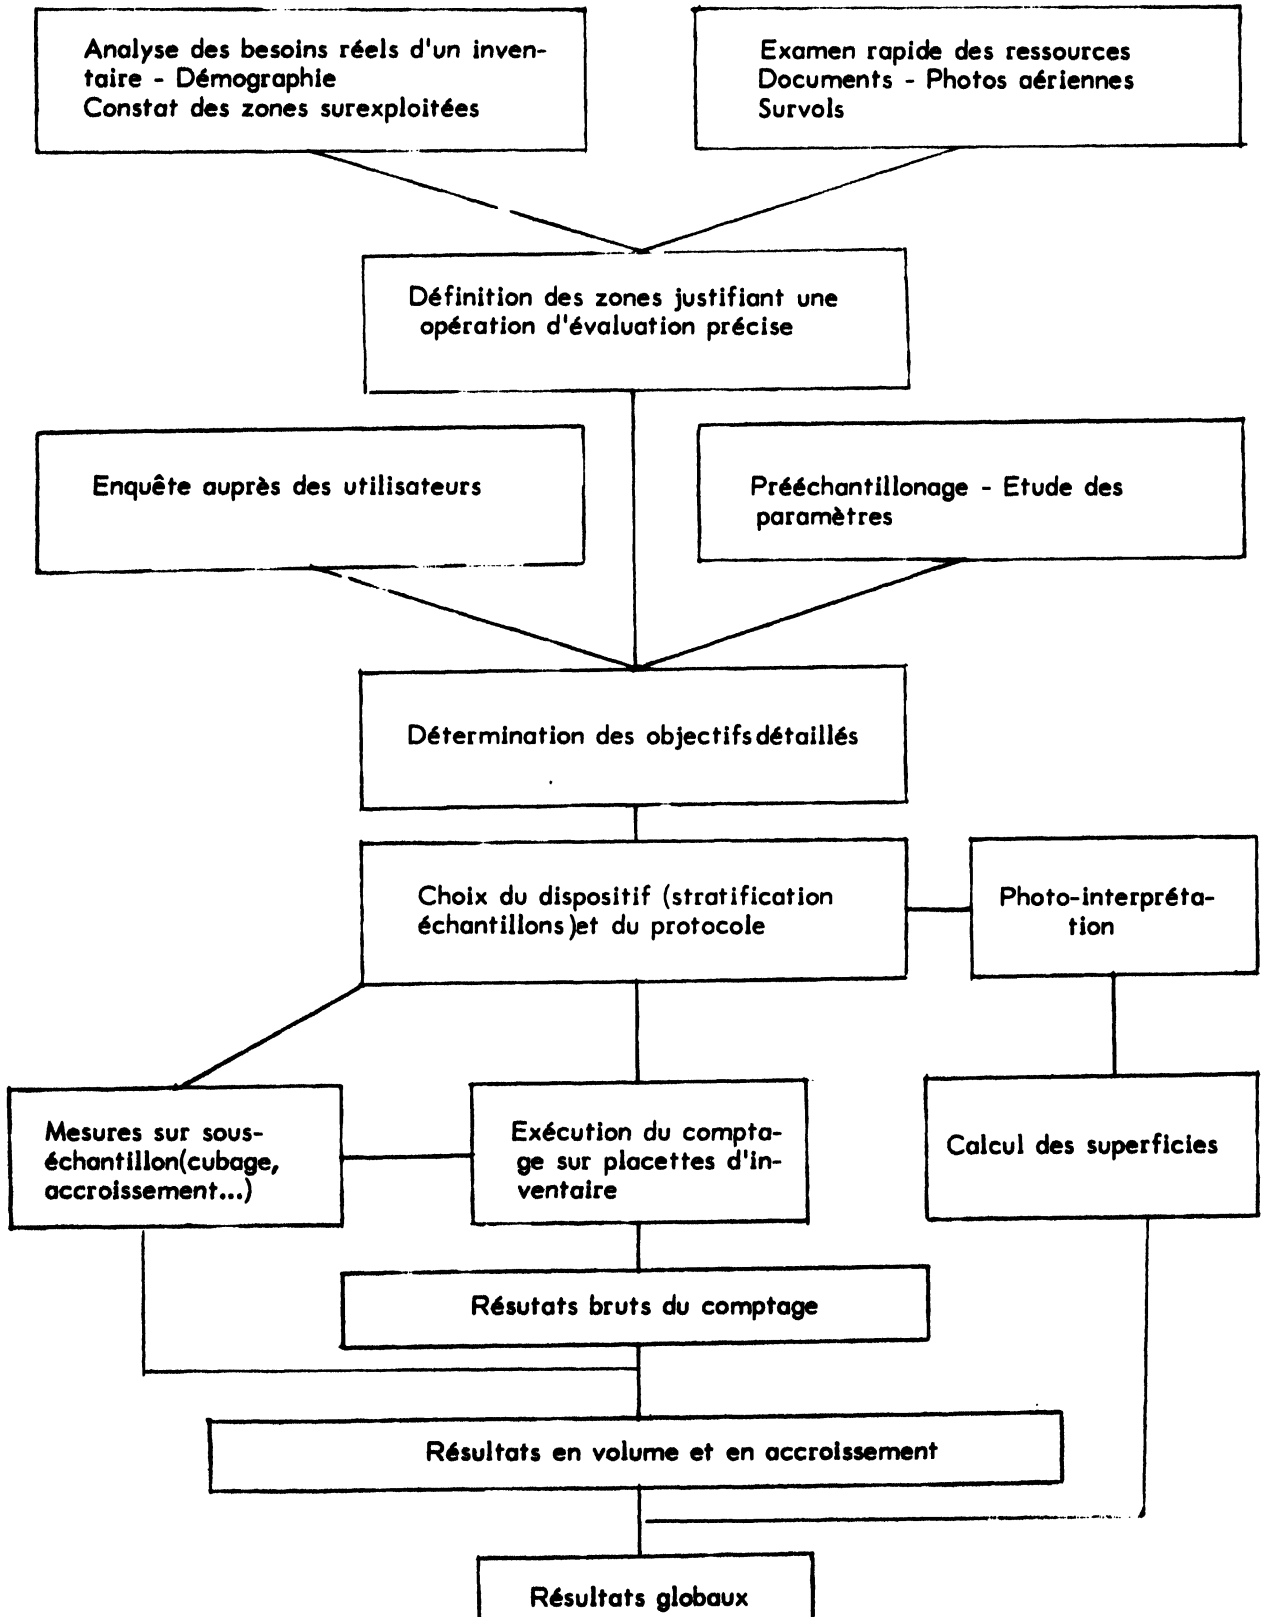 Analyse des besoins réels d'un inven-
taire - Démographie
Constat des zones surexploitées
Examen rapide des ressources
Documents - Photos aériennes
Survols
Définition des zones justifiant une
opération d'évaluation précise
Enquête auprès des utilisateurs
Prééchantillonage - Etude des
paramètres
Détermination des objectifs détaillés
Choix du dispositif (stratification
échantillons)et du protocole
Photo-interpréta-
tion
Mesures sur sous-
échantillon(cubage,
accroissement...)
Exécution du compta-
ge sur placettes d'in-
ventaire
Calcul des superficies
Résutats bruts du comptage
Résultats en volume et en accroissement
Résultats globaux